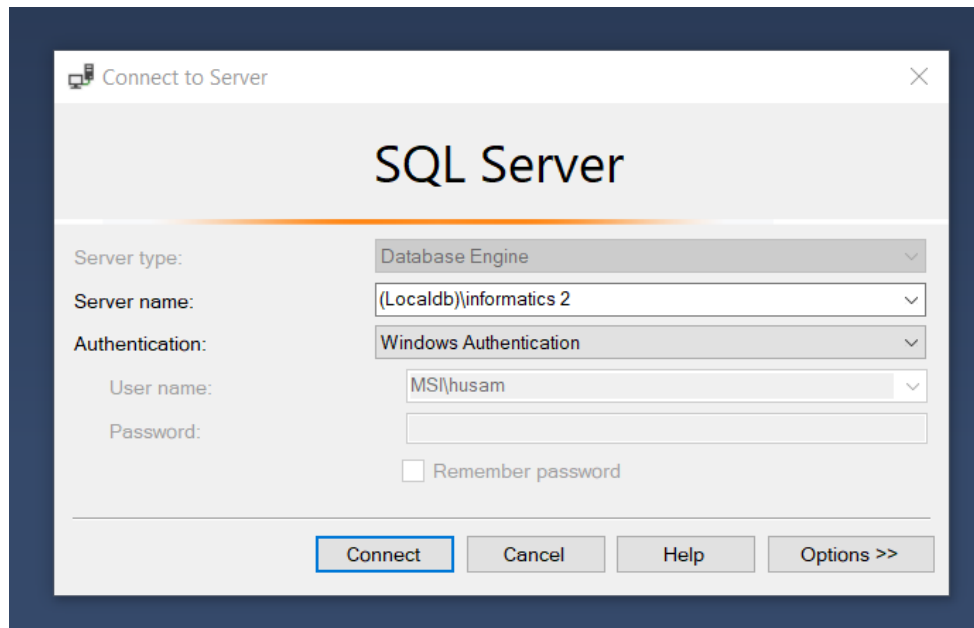 Connect to Server
SQL Server
Server type: Database Engine
Server name: (Localdb)\informatics 2
Authentication: Windows Authentication
User name: MSI\husam
Password:
Remember password
Connect Cancel Help Options >>